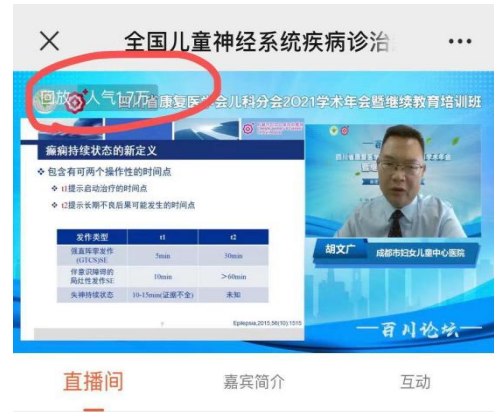 全国儿童神经系统疾病诊治
回放 人气1.7万
四川省康复医学会儿科分会2021学术年会暨继续教育培训班
癫痫持续状态的新定义
包含有可两个操作性的时间点
t1提示启动治疗的时间点
t2提示长期不良后果可能发生的时间点
发作类型 t1 t2
强直阵挛发作 (GTCS)SE 5min 30min
伴意识障碍的局灶性发作SE 10min >60min
失神持续状态 10-15min(证据不全) 未知
Epilepsia,2015,56(10):1515
胡文广 成都市妇女儿童中心医院
百川论坛
直播间 嘉宾简介 互动